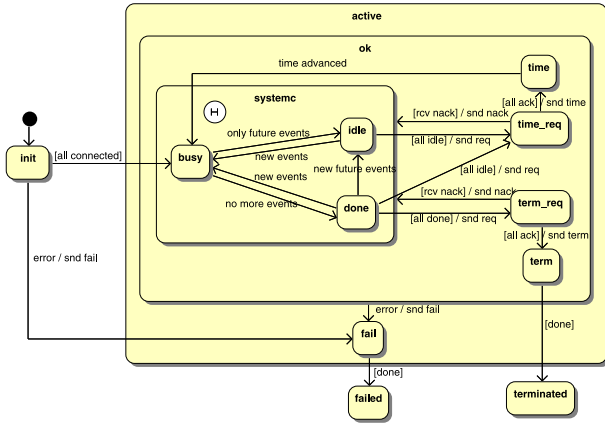 active
ok
time
time advanced
systemc
[all ack] / snd time
[rcv nack] / snd nack
H
only future events
idle
time_req
[all idle] / snd req
init
[all connected]
busy
new events
[all idle] / snd req
new events
new future events
[rcv nack] / snd nack
no more events
done
term_req
[all done] / snd req
[all ack] / snd term
error / snd fail
term
error / snd fail
fail
[done]
[done]
failed
terminated